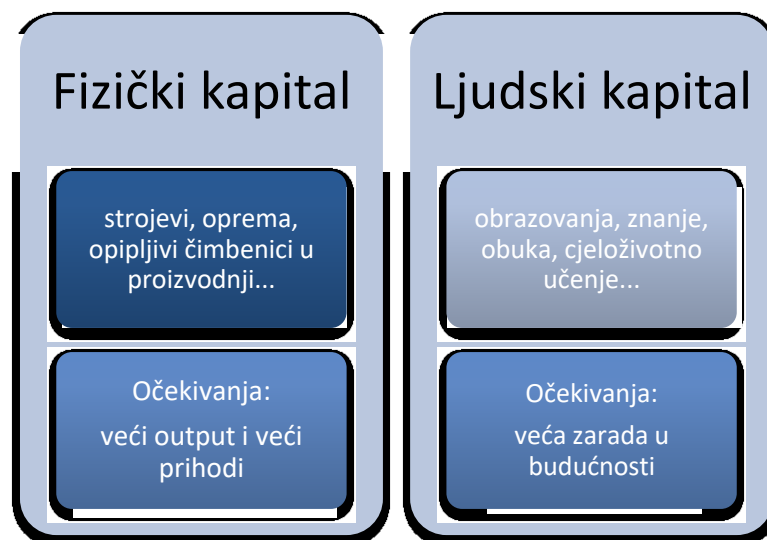 Fizički kapital
strojevi, oprema,
opipljivi čimbenici u
proizvodnji...
Očekivanja:
veći output i veći
prihodi
Ljudski kapital
obrazovanja, znanje,
obuka, cjeloživotno
učenje...
Očekivanja:
veća zarada u
budućnosti